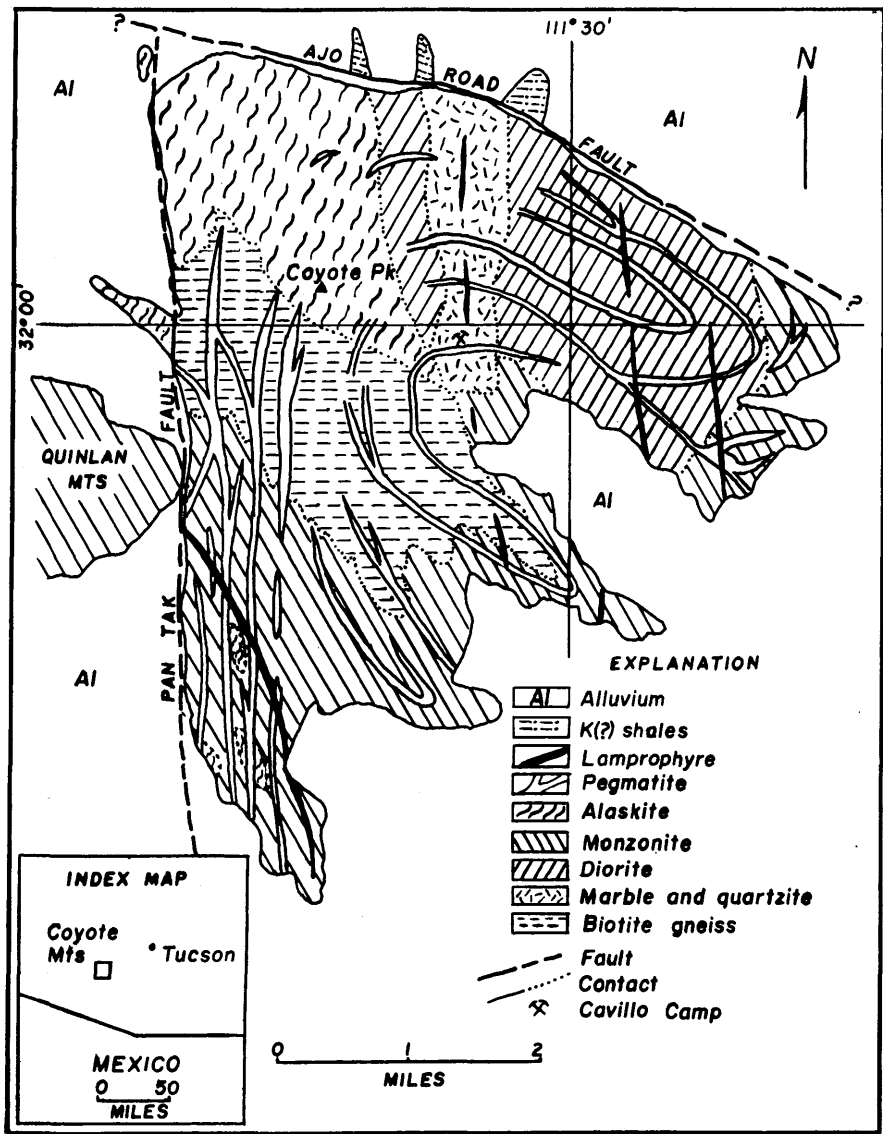 ?
111° 30'
AJO
ROAD
FAULT
N
Al
Al
Coyote Pk
32° 00'
?
FAULT
QUINLAN
MTS
Al
PAN TAK
Al
EXPLANATION
Al Alluvium
K(?) shales
Lamprophyre
Pegmatite
Alaskite
Monzonite
Diorite
Marble and quartzite
Biotite gneiss
Fault
Contact
Cavillo Camp
INDEX MAP
Coyote
Mts
Tucson
MEXICO
0 50
MILES
0 1 2
MILES